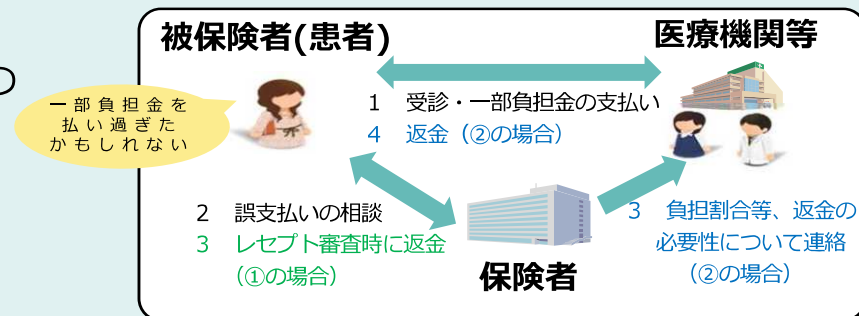 被保険者(患者)
医療機関等
一部負担金を
払い過ぎた
かもしれない
1 受診・一部負担金の支払い
4 返金（②の場合）
2 誤支払いの相談
3 レセプト審査時に返金
（①の場合）
3 負担割合等、返金の
必要性について連絡
（②の場合）
保険者